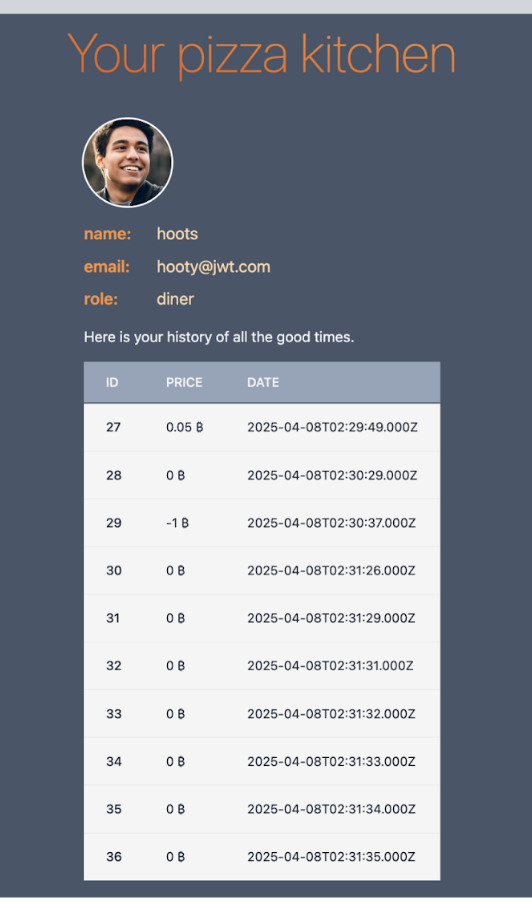 Your pizza kitchen
name: hoots
email: hooty@jwt.com
role: diner
Here is your history of all the good times.
ID PRICE DATE
27 0.05 ₿ 2025-04-08T02:29:49.000Z
28 0 ₿ 2025-04-08T02:30:29.000Z
29 -1 ₿ 2025-04-08T02:30:37.000Z
30 0 ₿ 2025-04-08T02:31:26.000Z
31 0 ₿ 2025-04-08T02:31:29.000Z
32 0 ₿ 2025-04-08T02:31:31.000Z
33 0 ₿ 2025-04-08T02:31:32.000Z
34 0 ₿ 2025-04-08T02:31:33.000Z
35 0 ₿ 2025-04-08T02:31:34.000Z
36 0 ₿ 2025-04-08T02:31:35.000Z